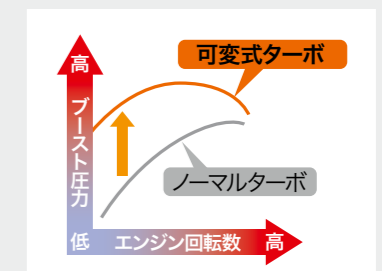 可変式ターボ
高
ブースト圧力
ノーマルターボ
低
エンジン回転数
高